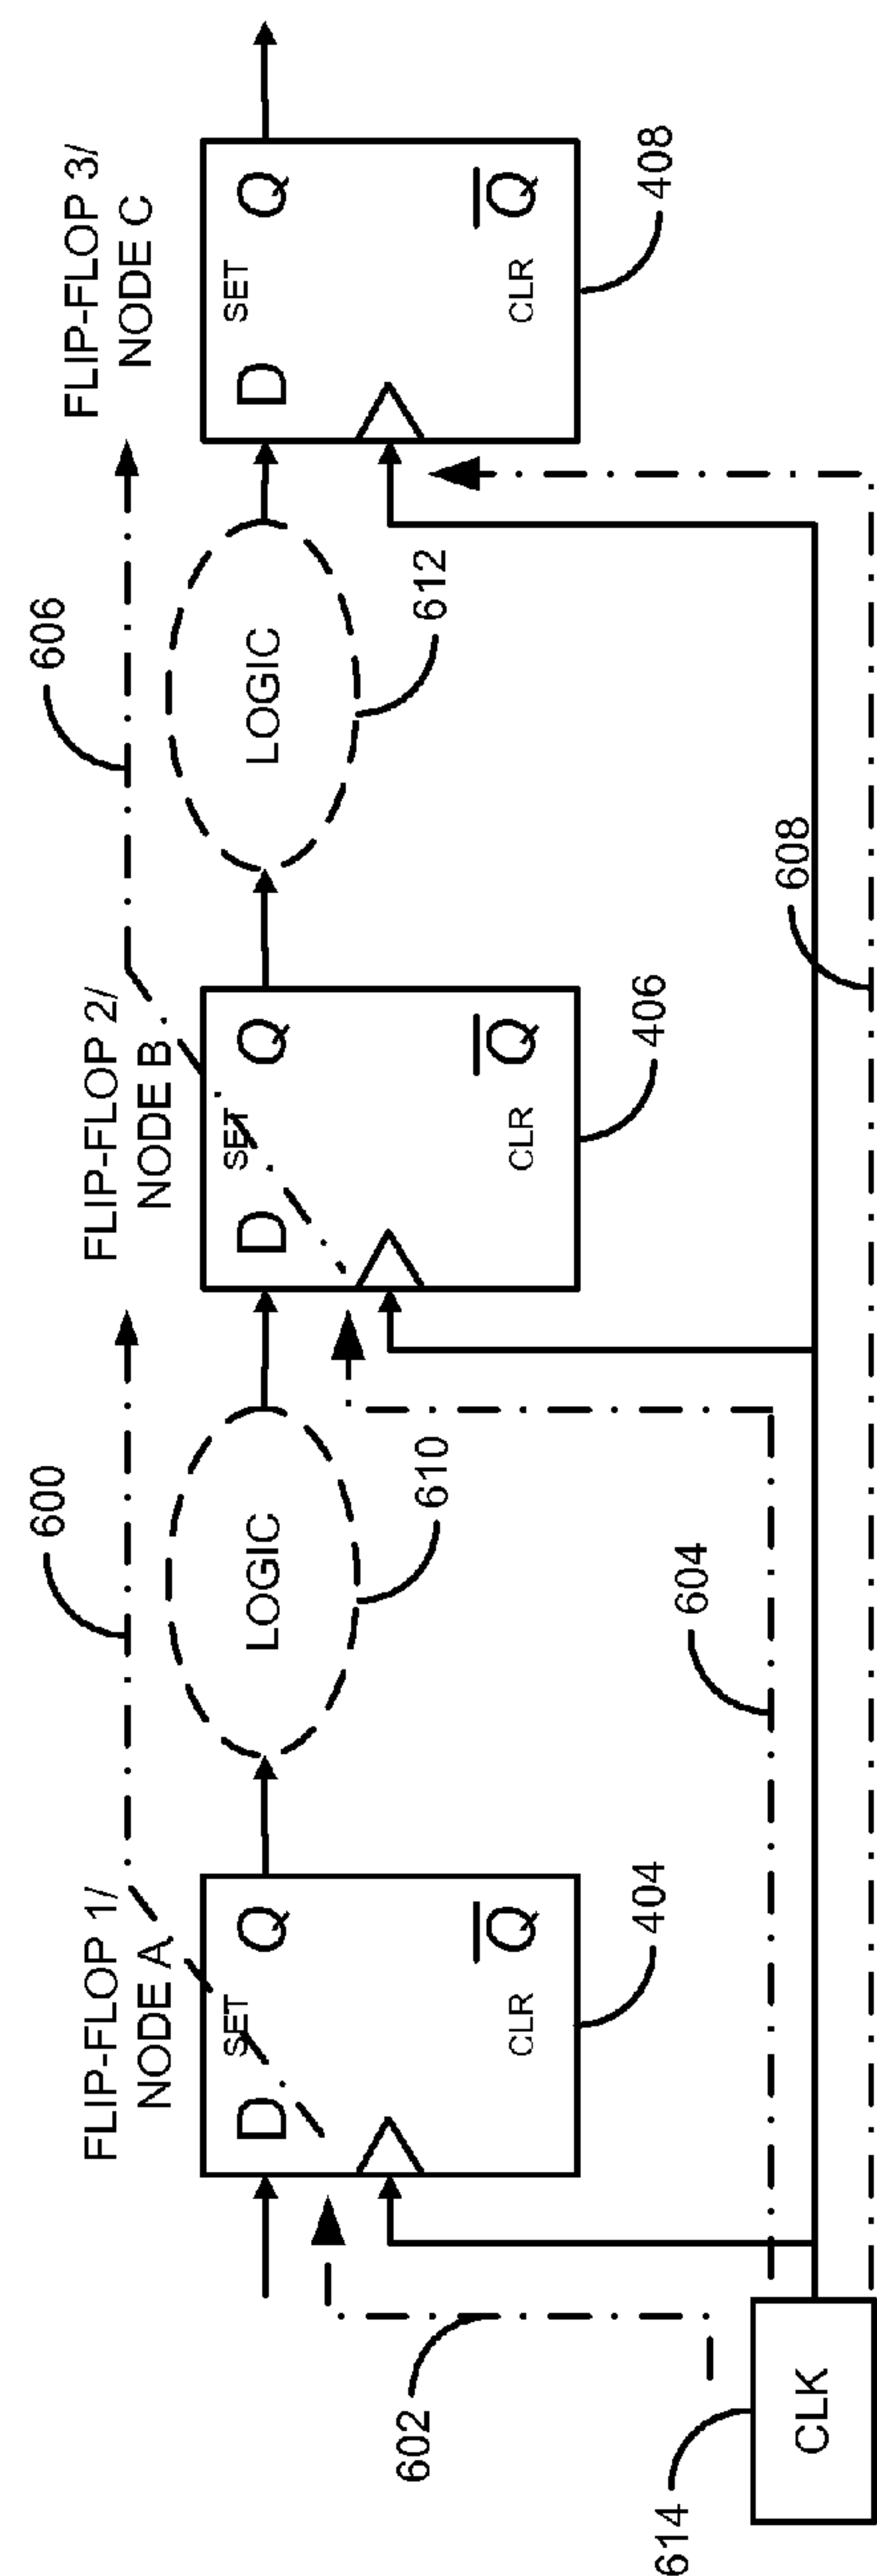 FLIP-FLOP 1/
NODE A
FLIP-FLOP 2/
NODE B
FLIP-FLOP 3/
NODE C
600
606
D
SET
Q
CLR
Q̅
404
LOGIC
610
D
SET
Q
CLR
Q̅
406
LOGIC
612
D
SET
Q
CLR
Q̅
408
602
604
608
614
CLK